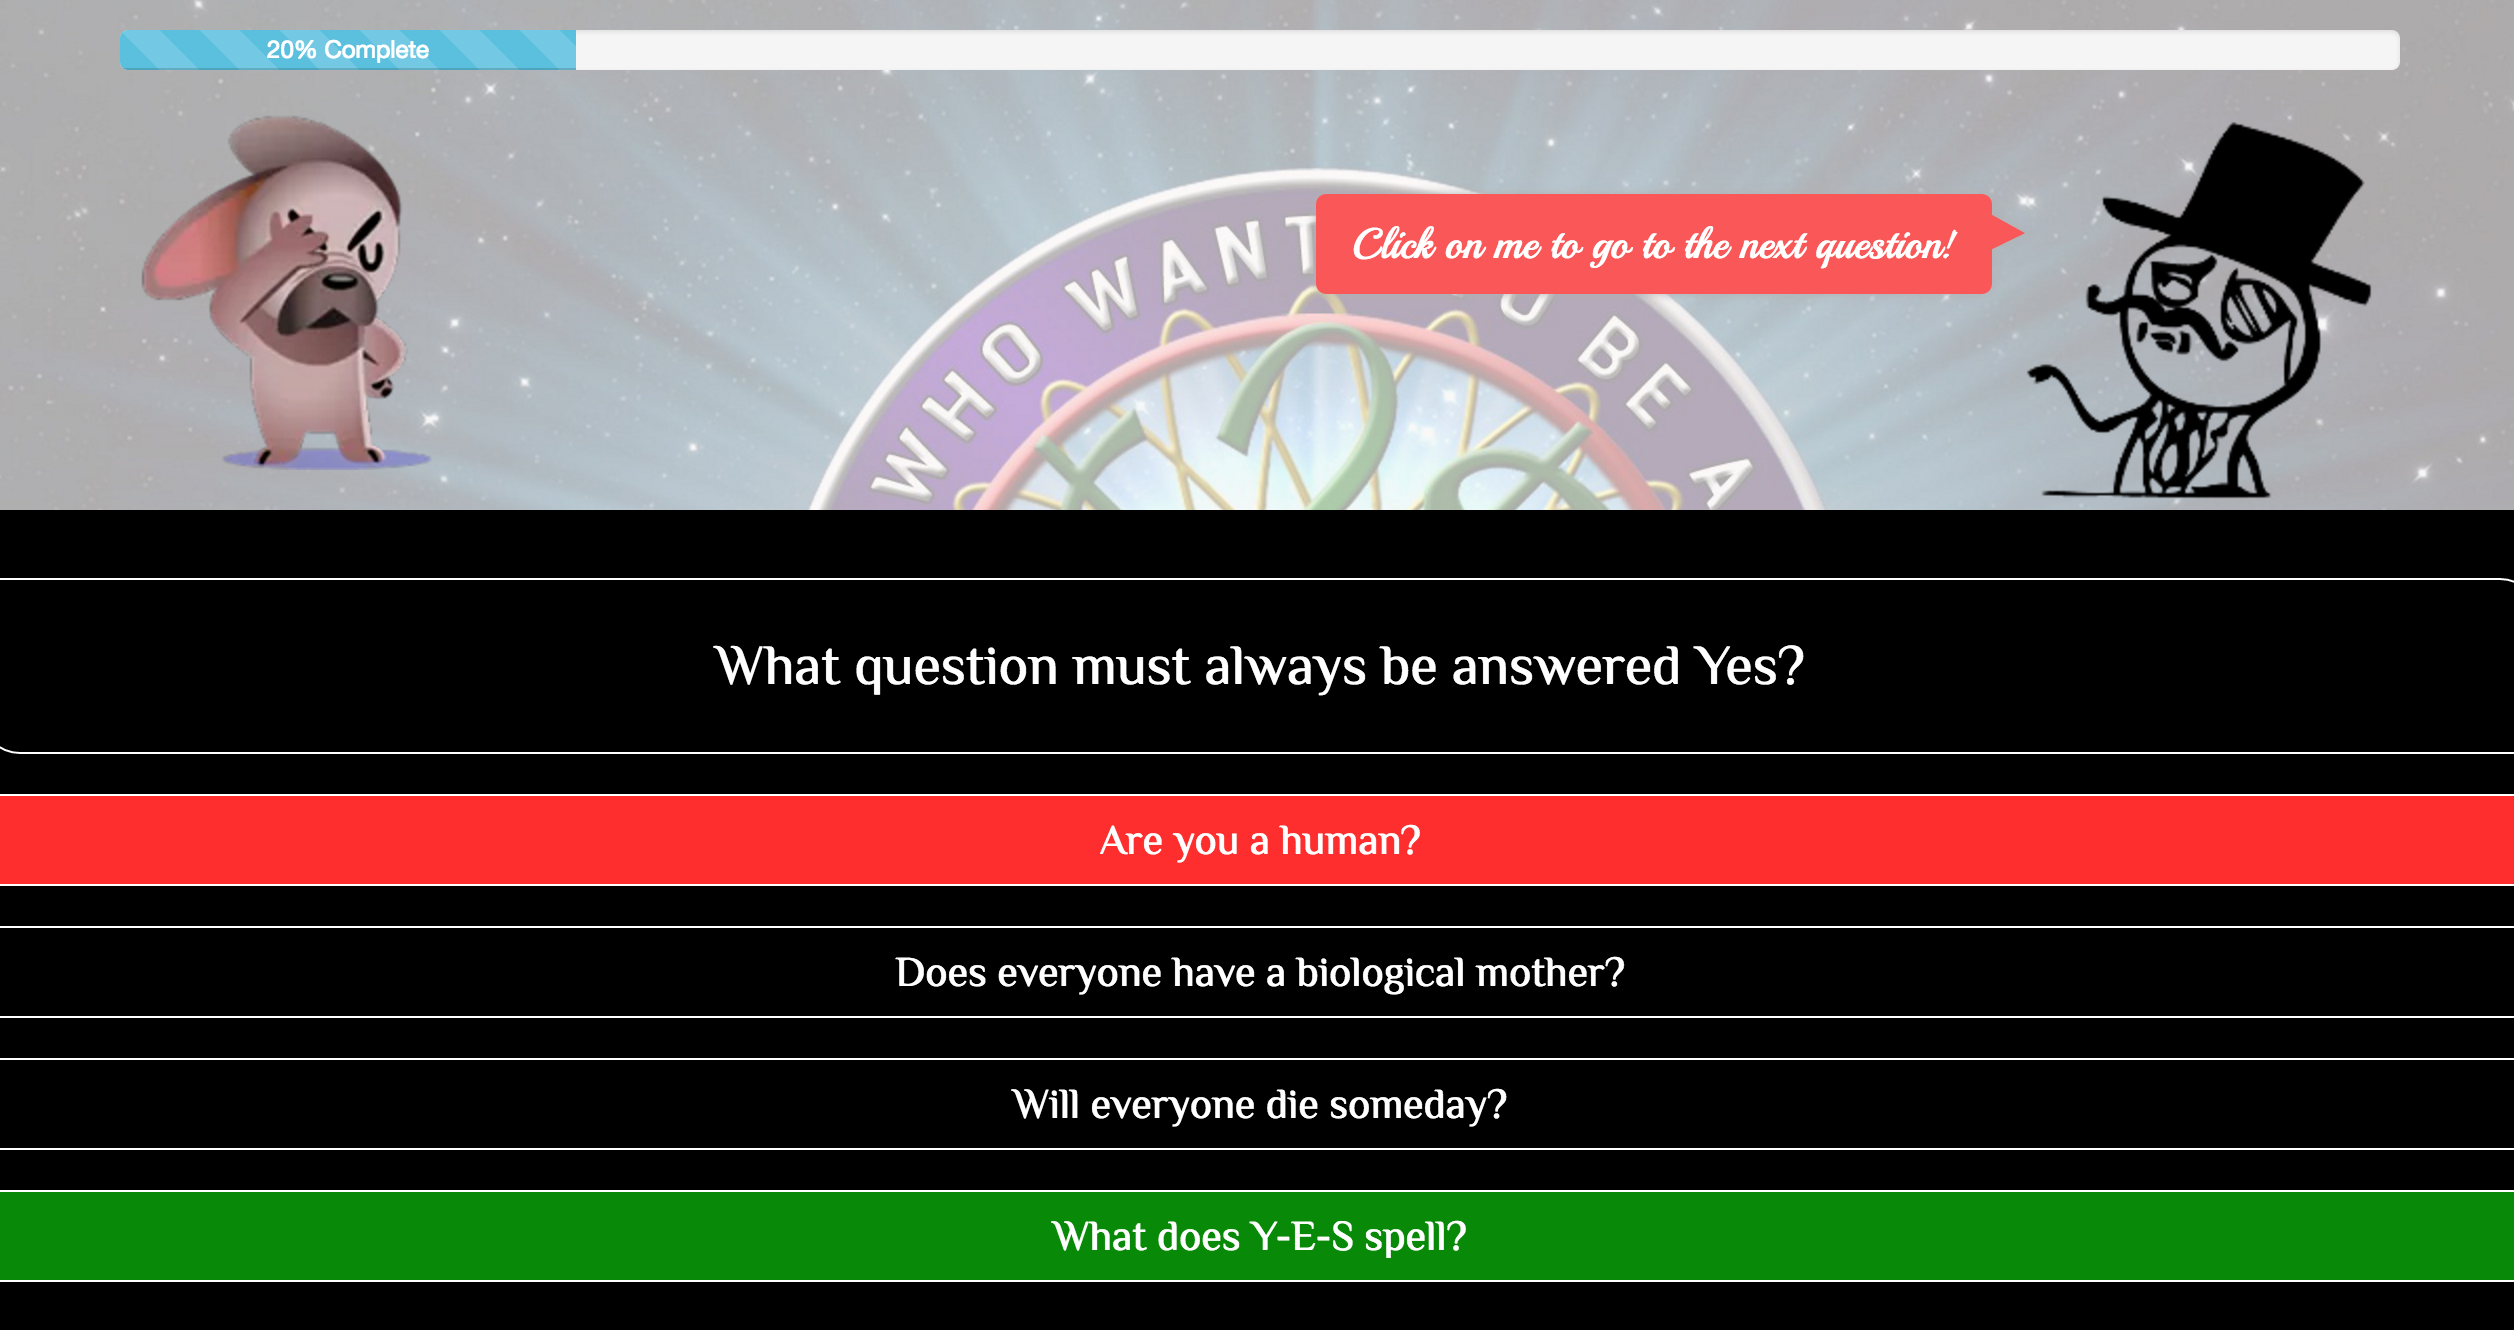 20% Complete
Click on me to go to the next question!
WHO WANT O BE A
What question must always be answered Yes?
Are you a human?
Does everyone have a biological mother?
Will everyone die someday?
What does Y-E-S spell?